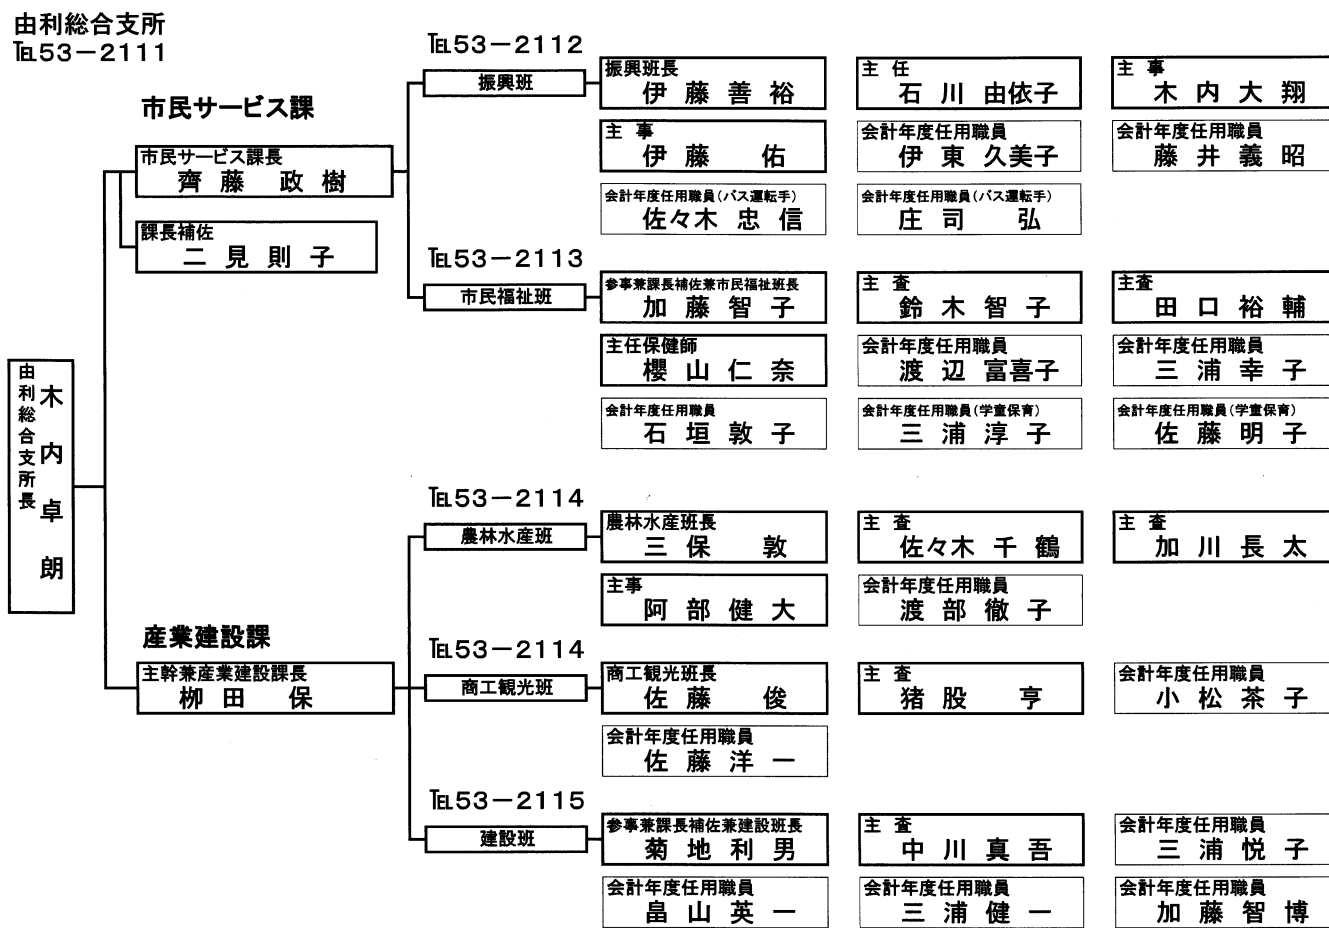 由利総合支所
℡53－2111
市民サービス課
市民サービス課長
齊藤 政樹
課長補佐
二見則子
℡53－2112
振興班
振興班長
伊藤善裕
主任
石川由依子
主事
木内大翔
主事
伊藤 佑
会計年度任用職員
伊東久美子
会計年度任用職員
藤井義昭
会計年度任用職員(バス運転手)
佐々木忠信
会計年度任用職員(バス運転手)
庄司 弘
℡53－2113
市民福祉班
参事兼課長補佐兼市民福祉班長
加藤智子
主査
鈴木智子
主査
田口裕輔
主任保健師
櫻山仁奈
会計年度任用職員
渡辺富喜子
会計年度任用職員
三浦幸子
会計年度任用職員
石垣敦子
会計年度任用職員(学童保育)
三浦淳子
会計年度任用職員(学童保育)
佐藤明子
由利総合支所長
木内卓朗
産業建設課
主幹兼産業建設課長
栁田 保
℡53－2114
農林水産班
農林水産班長
三保 敦
主査
佐々木千鶴
主査
加川長太
主事
阿部健大
会計年度任用職員
渡部徹子
℡53－2114
商工観光班
商工観光班長
佐藤 俊
主査
猪股 亨
会計年度任用職員
小松茶子
会計年度任用職員
佐藤洋一
℡53－2115
建設班
参事兼課長補佐兼建設班長
菊地利男
主査
中川真吾
会計年度任用職員
三浦悦子
会計年度任用職員
畠山英一
会計年度任用職員
三浦健一
会計年度任用職員
加藤智博